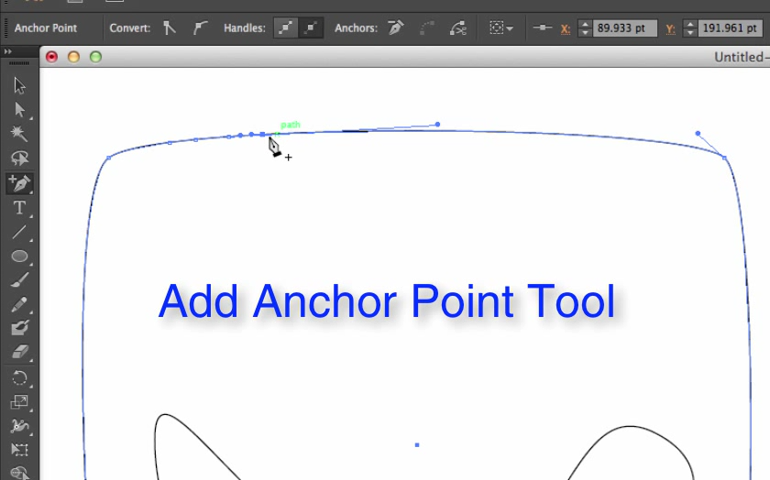 Anchor Point Convert: Handles: Anchors: X: 89.933 pt Y: 191.961 pt
Untitled-
path
Add Anchor Point Tool